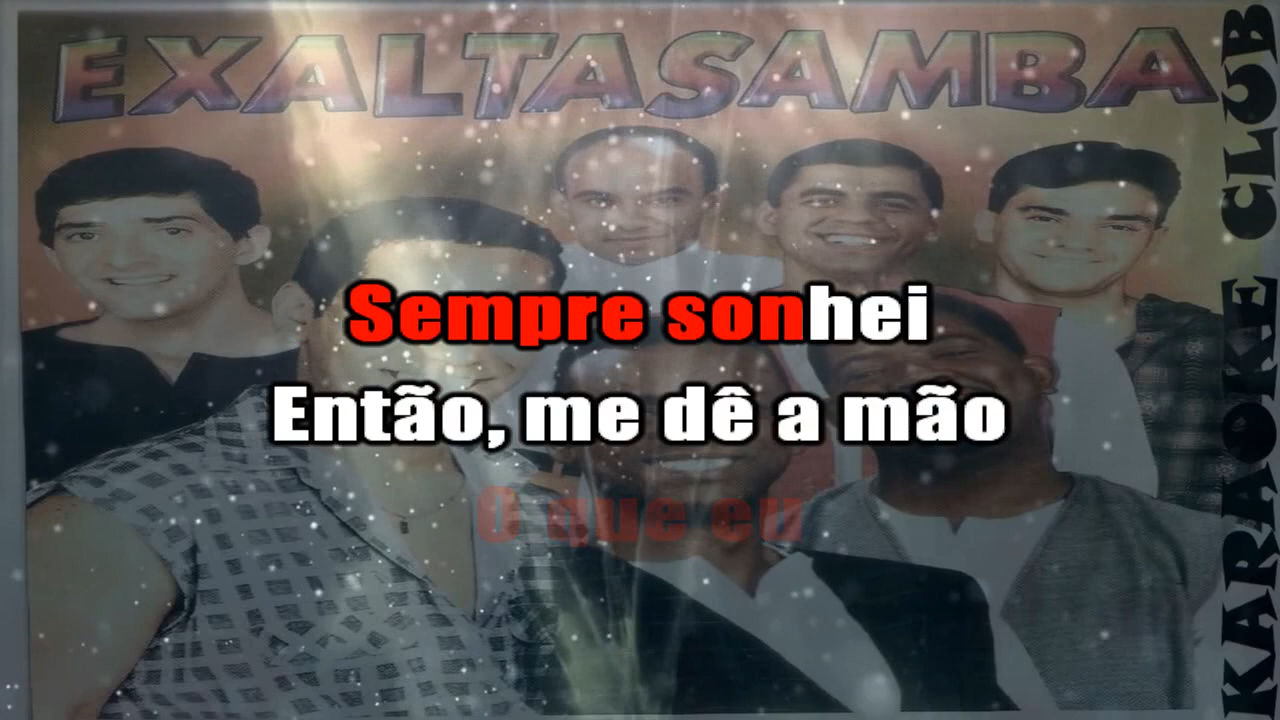 EXALTASAMBA
Sempre sonhei
Então, me dê a mão
O que eu
KARAOKE CLUB